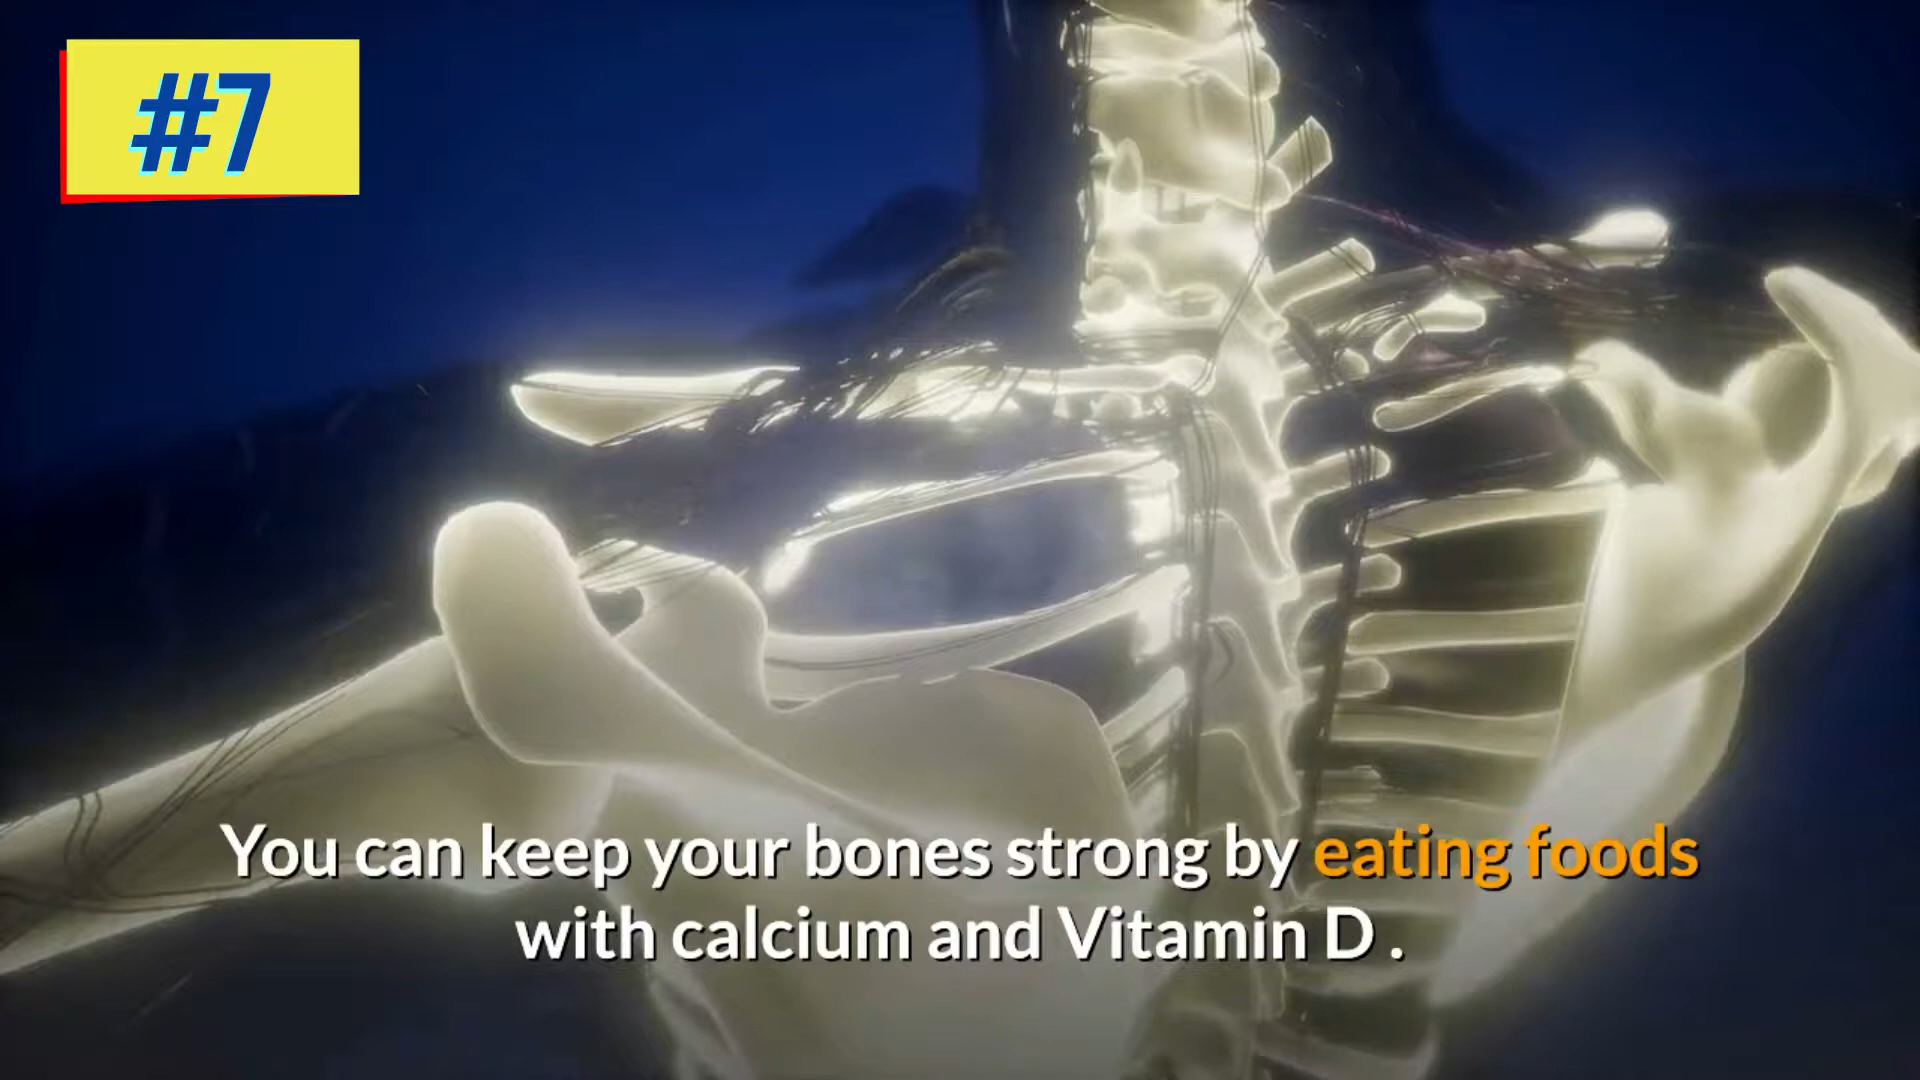 #7
You can keep your bones strong by eating foods
with calcium and Vitamin D .